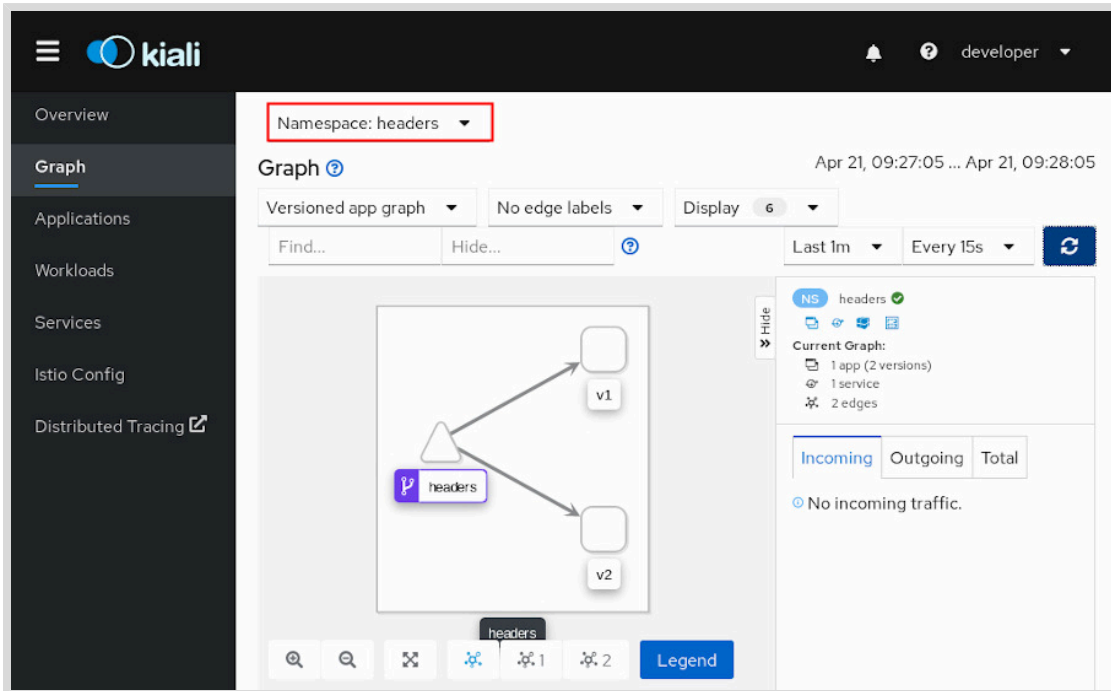 kiali
developer
Overview
Graph
Applications
Workloads
Services
Istio Config
Distributed Tracing
Namespace: headers
Graph
Apr 21, 09:27:05 ... Apr 21, 09:28:05
Versioned app graph
No edge labels
Display 6
Find...
Hide...
Last 1m
Every 15s
v1
headers
v2
headers
Hide
NS headers
Current Graph:
1 app (2 versions)
1 service
2 edges
Incoming Outgoing Total
No incoming traffic.
1
2
Legend